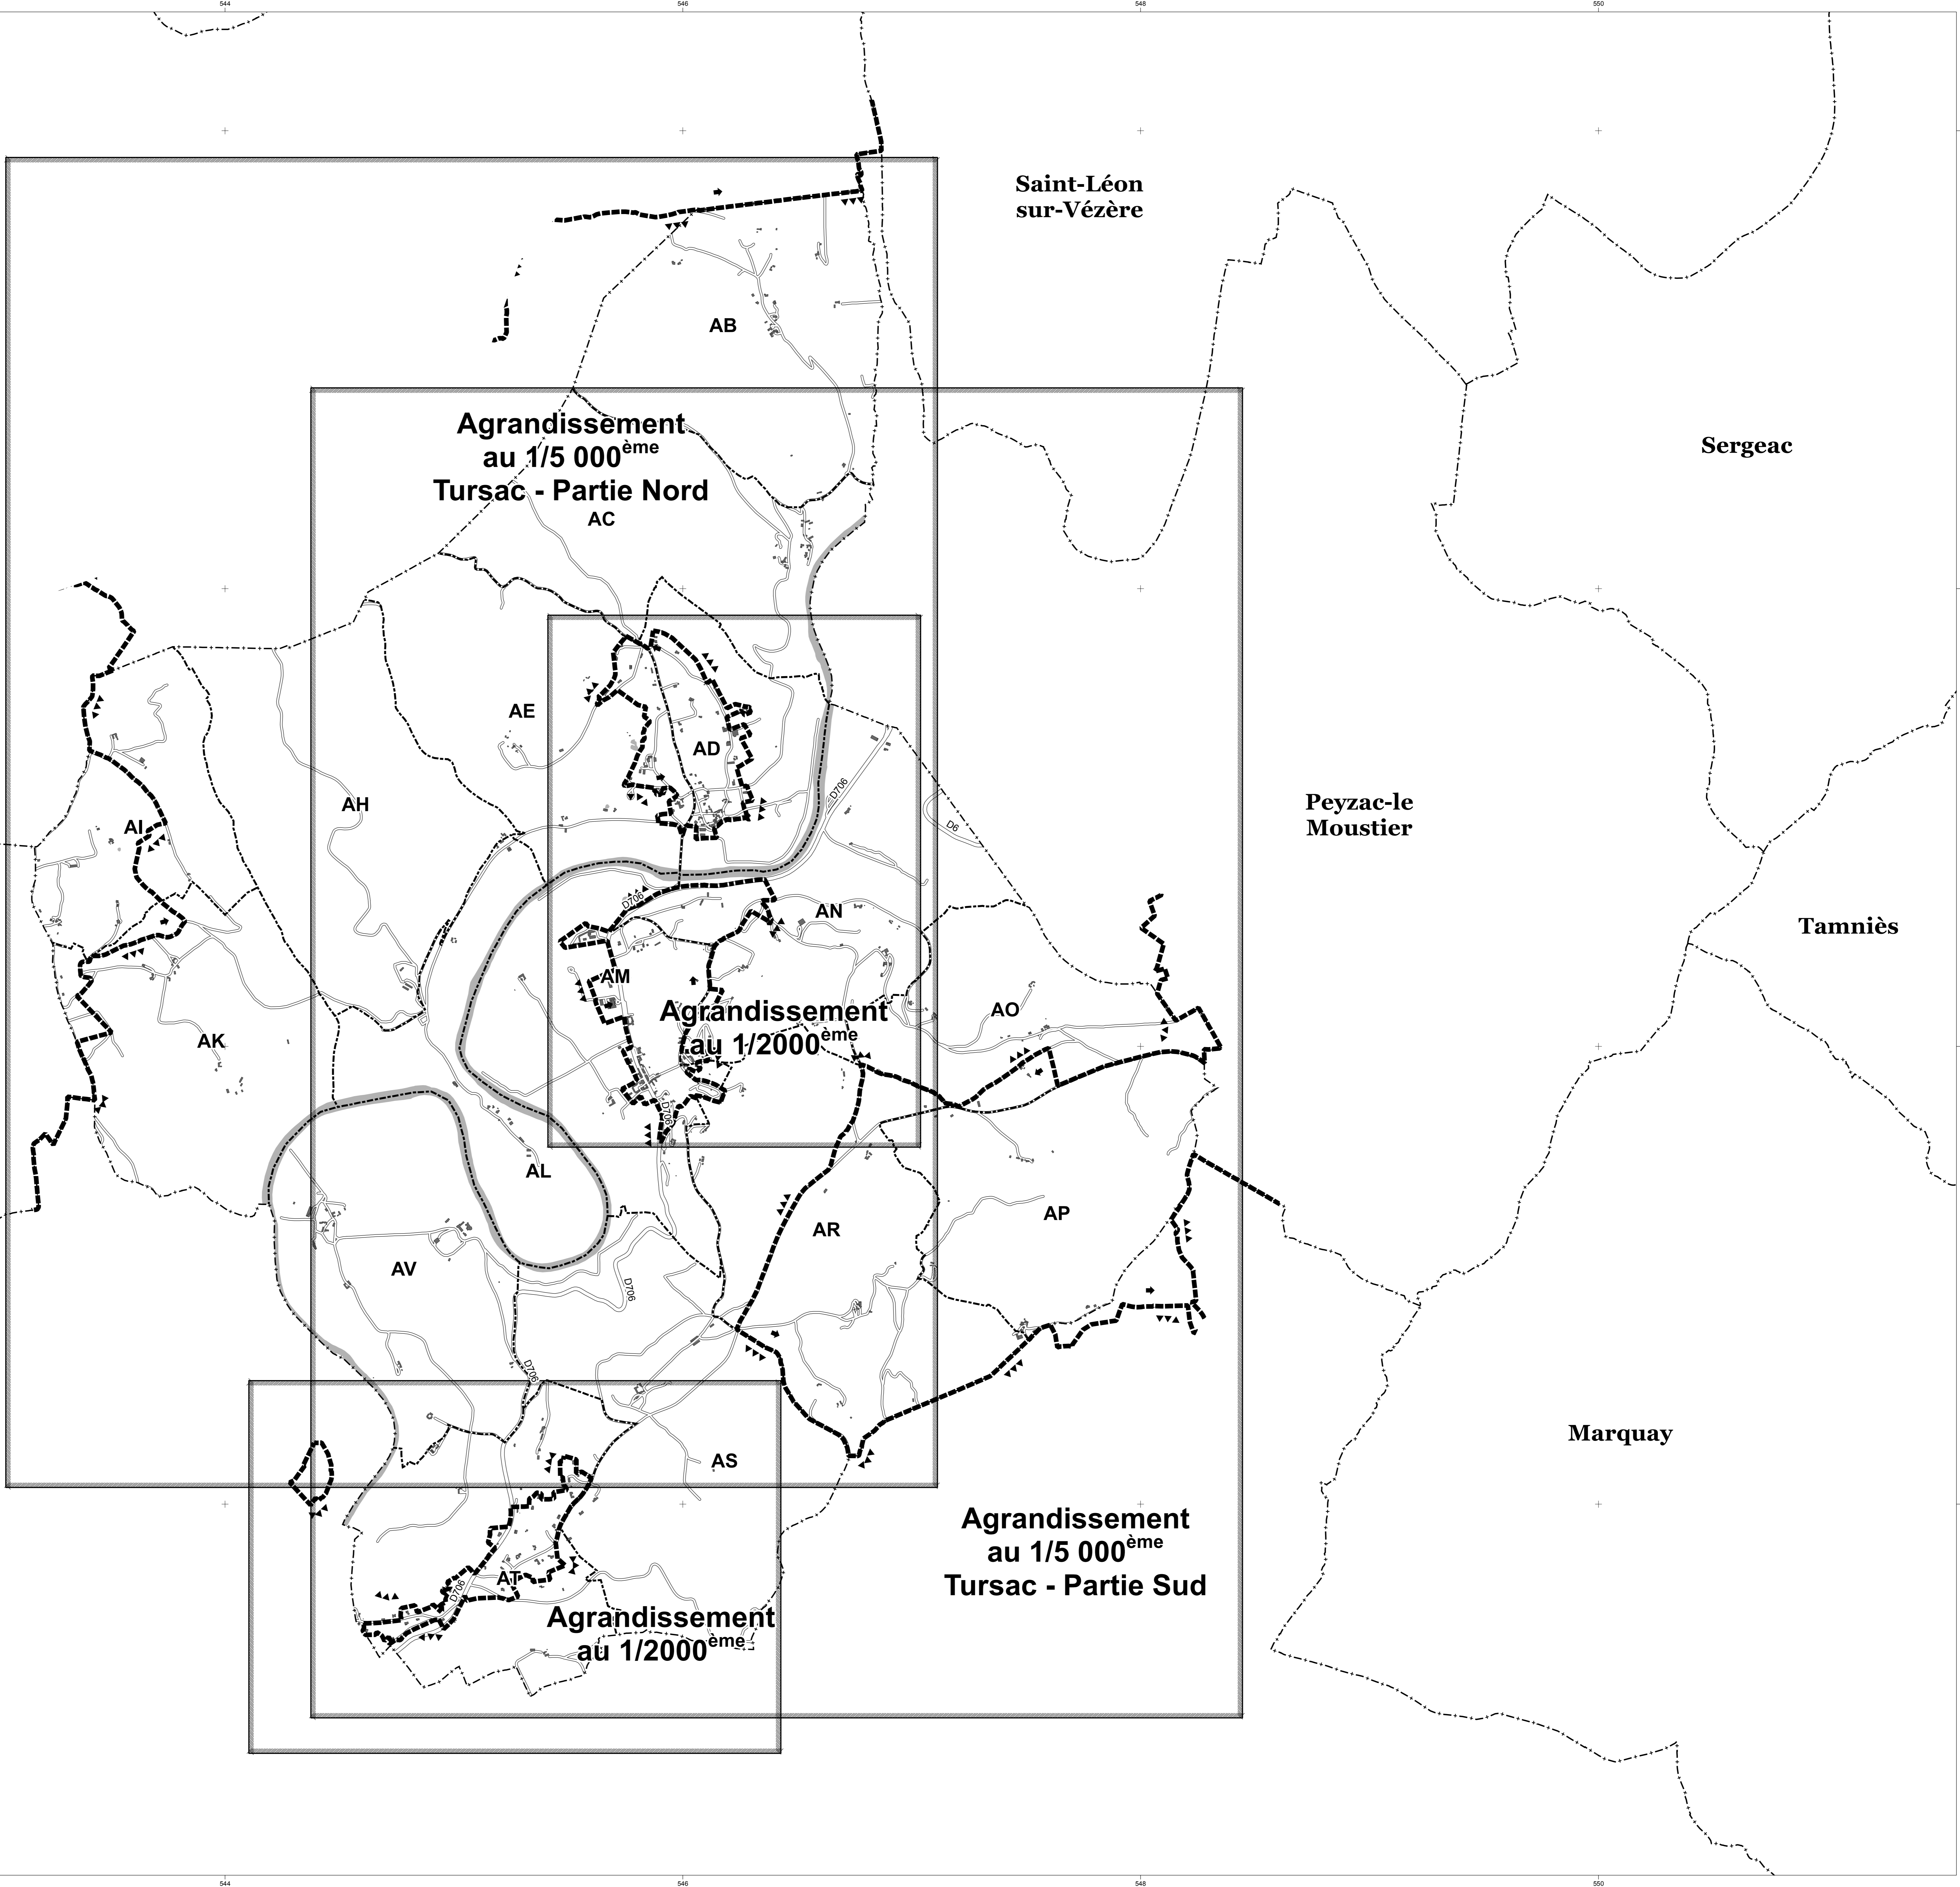 544
546
548
550
Saint-Léon
sur-Vézère
AB
Agrandissement
au 1/5 000ème
Tursac - Partie Nord
AC
Sergeac
AE
AD
AH
D706
Peyzac-le
Moustier
AI
D6
D706
AN
Tamniès
AM
Agrandissement
au 1/2000ème
AO
AK
D706
AL
AP
AR
AV
D706
D706
Marquay
AS
Agrandissement
au 1/5 000ème
Tursac - Partie Sud
AT
D706
Agrandissement
au 1/2000ème
544
546
548
550